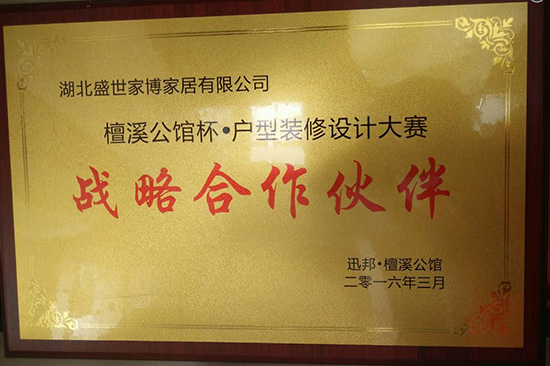 湖北盛世家博家居有限公司
檀溪公馆杯•户型装修设计大赛
战略合作伙伴
迅邦•檀溪公馆
二零一六年三月